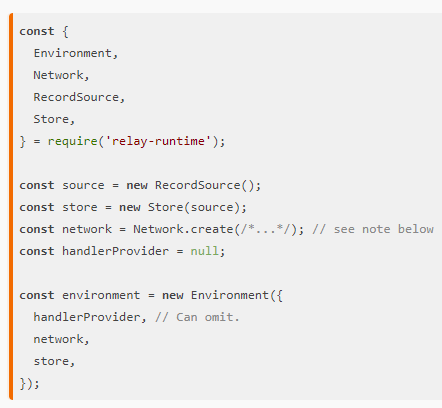 const {
  Environment,
  Network,
  RecordSource,
  Store,
} = require('relay-runtime');
const source = new RecordSource();
const store = new Store(source);
const network = Network.create(/*...*/); // see note below
const handlerProvider = null;
const environment = new Environment({
  handlerProvider, // Can omit.
  network,
  store,
});